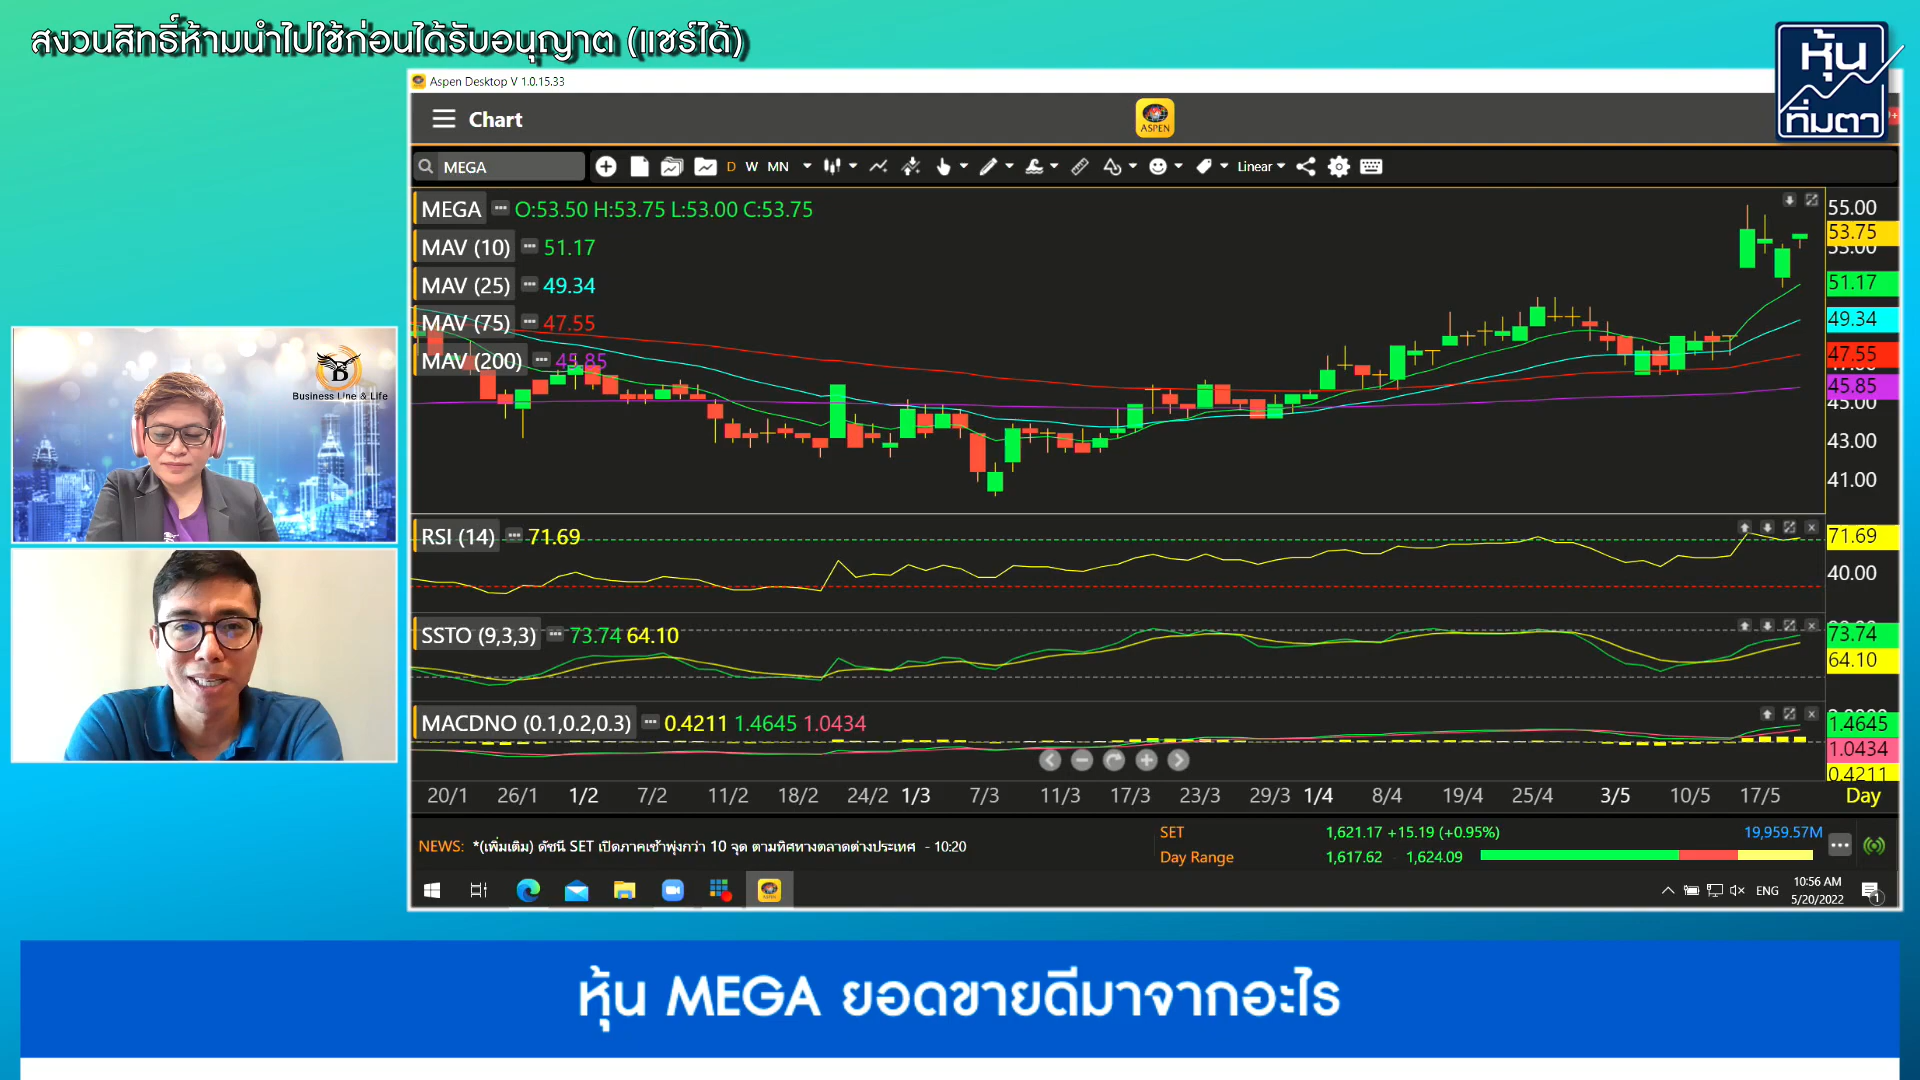 สงวนสิทธิ์ห้ามนำไปใช้ก่อนได้รับอนุญาต (แชร์ได้)
หุ้น
ที่มตา
Aspen Desktop V 1.0.15.33
Chart
ASPEN
MEGA
D W MN
Linear
MEGA O:53.50 H:53.75 L:53.00 C:53.75
MAV (10) 51.17
MAV (25) 49.34
MAV (75) 47.55
MAV (200) 45.85
55.00
53.75
53.00
51.17
49.34
47.55
45.85
45.00
43.00
41.00
B
Business Line & Life
RSI (14) 71.69
71.69
40.00
SSTO (9,3,3) 73.74 64.10
73.74
64.10
MACDNO (0.1,0.2,0.3) 0.4211 1.4645 1.0434
1.4645
1.0434
0.4211
20/1 26/1 1/2 7/2 11/2 18/2 24/2 1/3 7/3 11/3 17/3 23/3 29/3 1/4 8/4 19/4 25/4 3/5 10/5 17/5 Day
NEWS: *(เพิ่มเติม) ดัชนี SET เปิดภาคเช้าพุ่งกว่า 10 จุด ตามทิศทางตลาดต่างประเทศ - 10:20
SET 1,621.17 +15.19 (+0.95%) 19,959.57M
Day Range 1,617.62 - 1,624.09
ENG
10:56 AM
5/20/2022
1
หุ้น MEGA ยอดขายดีมาจากอะไร